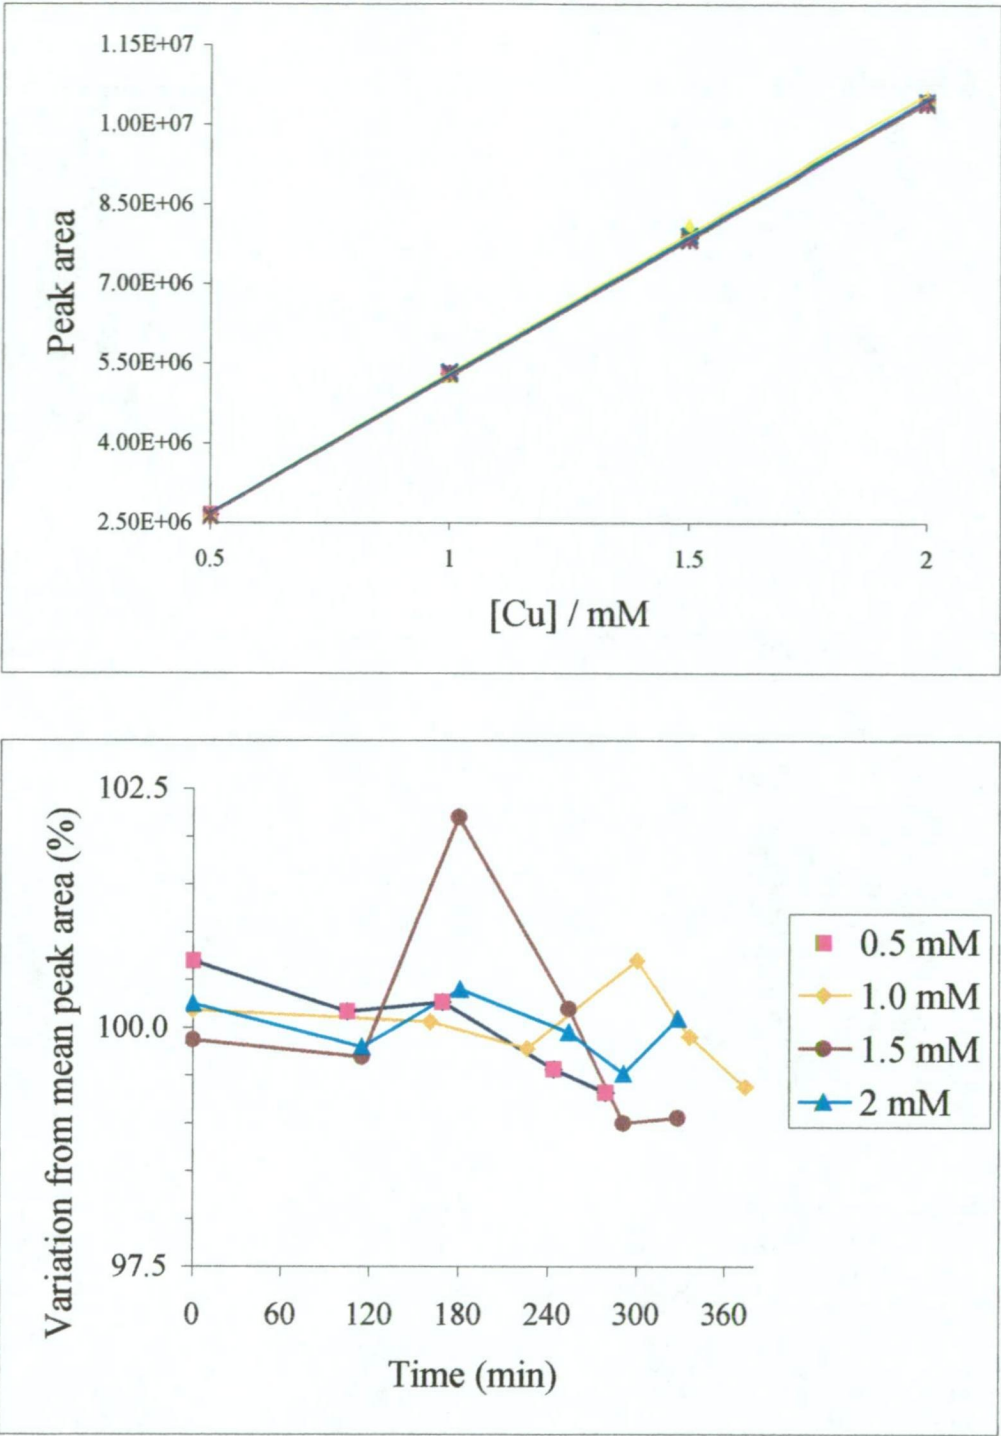 1.15E+07
1.00E+07
8.50E+06
7.00E+06
5.50E+06
4.00E+06
2.50E+06
Peak area
0.5 1 1.5 2
[Cu] / mM
102.5
100.0
97.5
Variation from mean peak area (%)
0 60 120 180 240 300 360
Time (min)
0.5 mM
1.0 mM
1.5 mM
2 mM